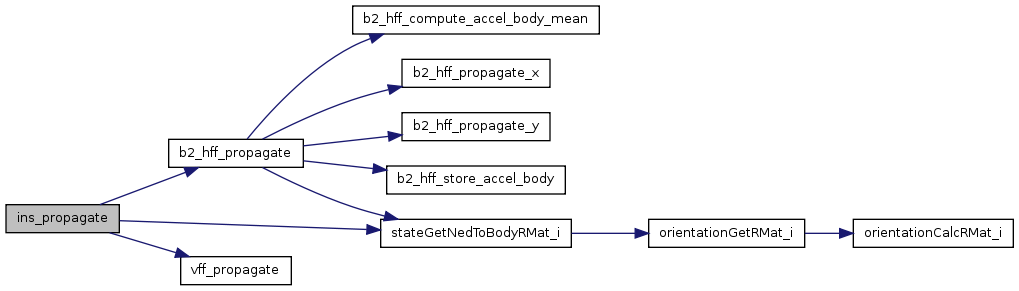 b2_hff_compute_accel_body_mean
b2_hff_propagate_x
b2_hff_propagate_y
b2_hff_propagate
b2_hff_store_accel_body
ins_propagate
stateGetNedToBodyRMat_i
orientationGetRMat_i
orientationCalcRMat_i
vff_propagate